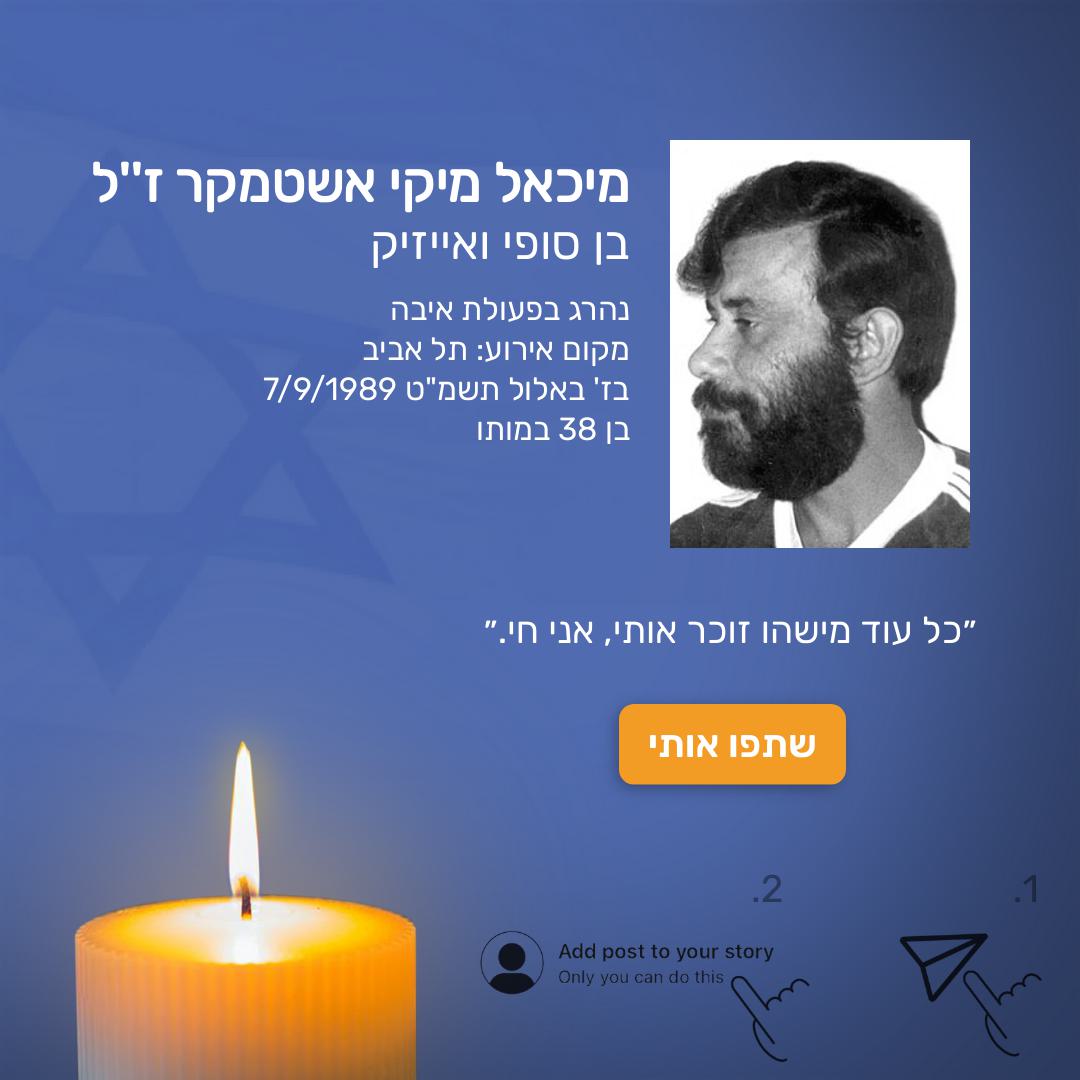 מיכאל מיקי אשטמקר ז"ל
בן סופי ואייזיק
נהרג בפעולת איבה
מקום אירוע: תל אביב
בז' באלול תשמ"ט 7/9/1989
בן 38 במותו
״כל עוד מישהו זוכר אותי, אני חי.״
שתפו אותי
1.
2.
Add post to your story
Only you can do this